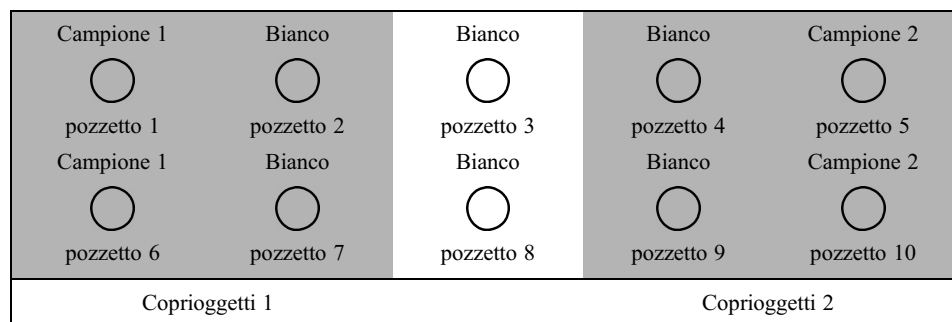 Campione 1 Bianco Bianco Bianco Campione 2
pozzetto 1 pozzetto 2 pozzetto 3 pozzetto 4 pozzetto 5
Campione 1 Bianco Bianco Bianco Campione 2
pozzetto 6 pozzetto 7 pozzetto 8 pozzetto 9 pozzetto 10
Coprioggetti 1 Coprioggetti 2